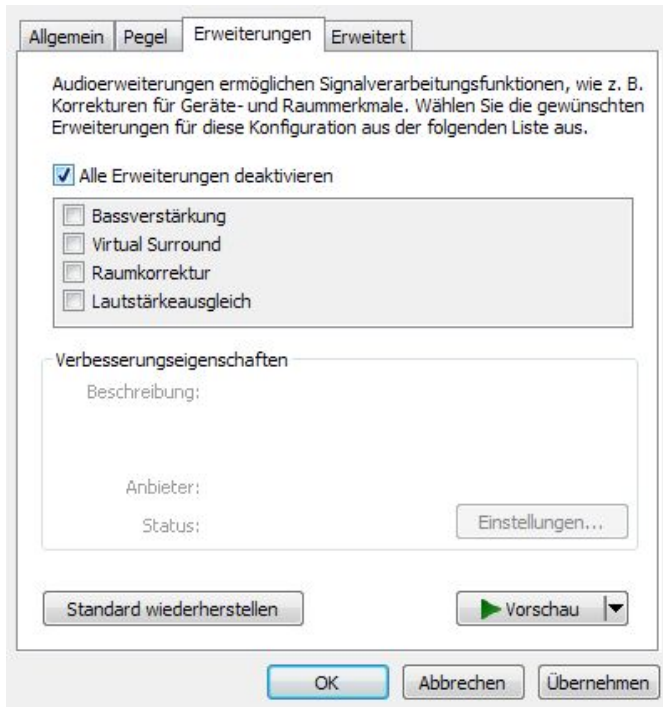 Allgemein Pegel Erweiterungen Erweitert
Audioerweiterungen ermöglichen Signalverarbeitungsfunktionen, wie z. B.
Korrekturen für Geräte- und Raummerkmale. Wählen Sie die gewünschten
Erweiterungen für diese Konfiguration aus der folgenden Liste aus.
Alle Erweiterungen deaktivieren
Bassverstärkung
Virtual Surround
Raumkorrektur
Lautstärkeausgleich
Verbesserungseigenschaften
Beschreibung:
Anbieter:
Status:
Einstellungen...
Standard wiederherstellen
Vorschau
OK
Abbrechen
Übernehmen